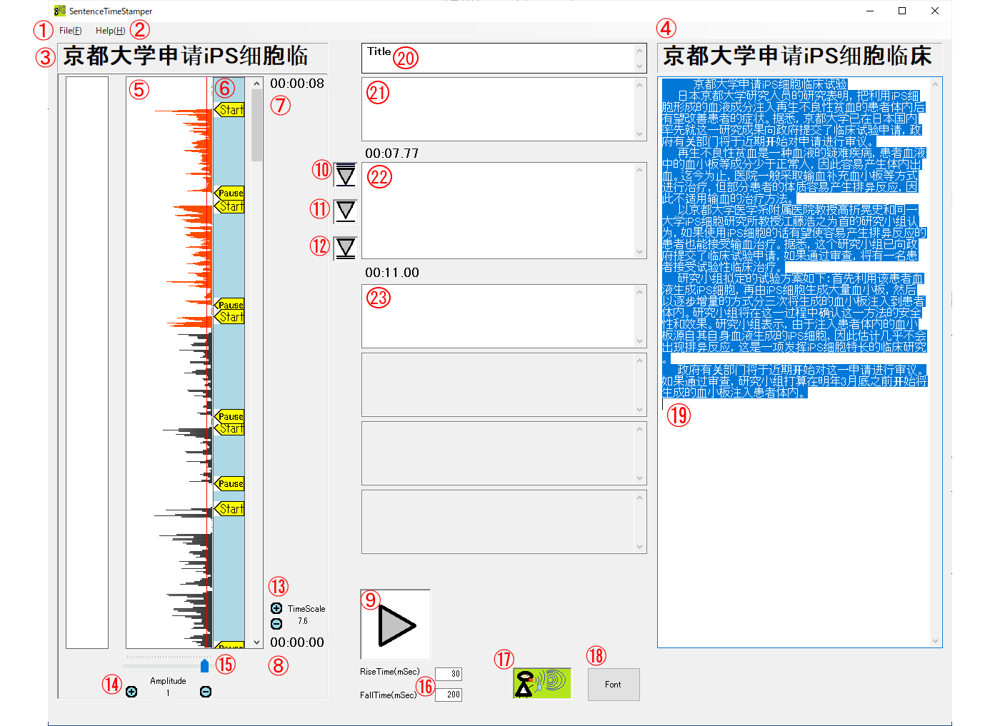 SentenceTimeStamper
① File(F) Help(H) ②
③ 京都大学申请iPS细胞临
⑤
⑥
Start
Pause
Start
Pause
Start
Pause
Start
Pause
Start
Pause
00:00:08
⑦
⑬
TimeScale
7.6
00:00:00
⑧
⑮
⑭ Amplitude
1
Title ⑳
㉑
00:07.77
⑩
㉒
⑪
⑫
00:11.00
㉓
⑨
RiseTime(mSec) 30
⑯
FallTime(mSec) 200
⑰
⑱
Font
④
京都大学申请iPS细胞临床
京都大学申请iPS细胞临床试验
日本京都大学研究人员的研究表明, 把利用iPS细
胞形成的血液成分注入再生不良性贫血的患者体内后
有望改善患者的症状。据悉, 京都大学已在日本国内
率先就这一研究成果向政府提交了临床试验申请, 政
府有关部门将于近期开始对申请进行审议。
再生不良性贫血是一种血液的疑难疾病, 患者血液
中的血小板等成分少于正常人, 因此容易产生体内出
血。迄今为止, 医院一般采取输血补充血小板等方式
进行治疗, 但部分患者的体质容易产生排异反应, 因
此不适用输血的治疗方法。
以京都大学医学系附属医院教授高折晃史和同一
大学iPS细胞研究所教授江藤浩之为首的研究小组认
为, 如果使用iPS细胞的话有望使容易产生排异反应的
患者也能接受输血治疗。据悉, 这个研究小组已向政
府提交了临床试验申请, 如果通过审查, 将有一名患
者接受试验性临床治疗。
研究小组拟定的试验方案如下:首先利用该患者血
液生成iPS细胞, 再由iPS细胞生成大量血小板, 然后
以逐步增量的方式分三次将生成的血小板注入到患者
体内。研究小组将在这一过程中确认这一方法的安全
性和效果。研究小组表示, 由于注入患者体内的血小
板源自其自身血液生成的iPS细胞, 因此估计几乎不会
出现排异反应, 这是一项发挥iPS细胞特长的临床研究
。
政府有关部门将于近期开始对这一申请进行审议。
如果通过审查, 研究小组打算在明年3月底之前开始将
生成的血小板注入患者体内。
⑲